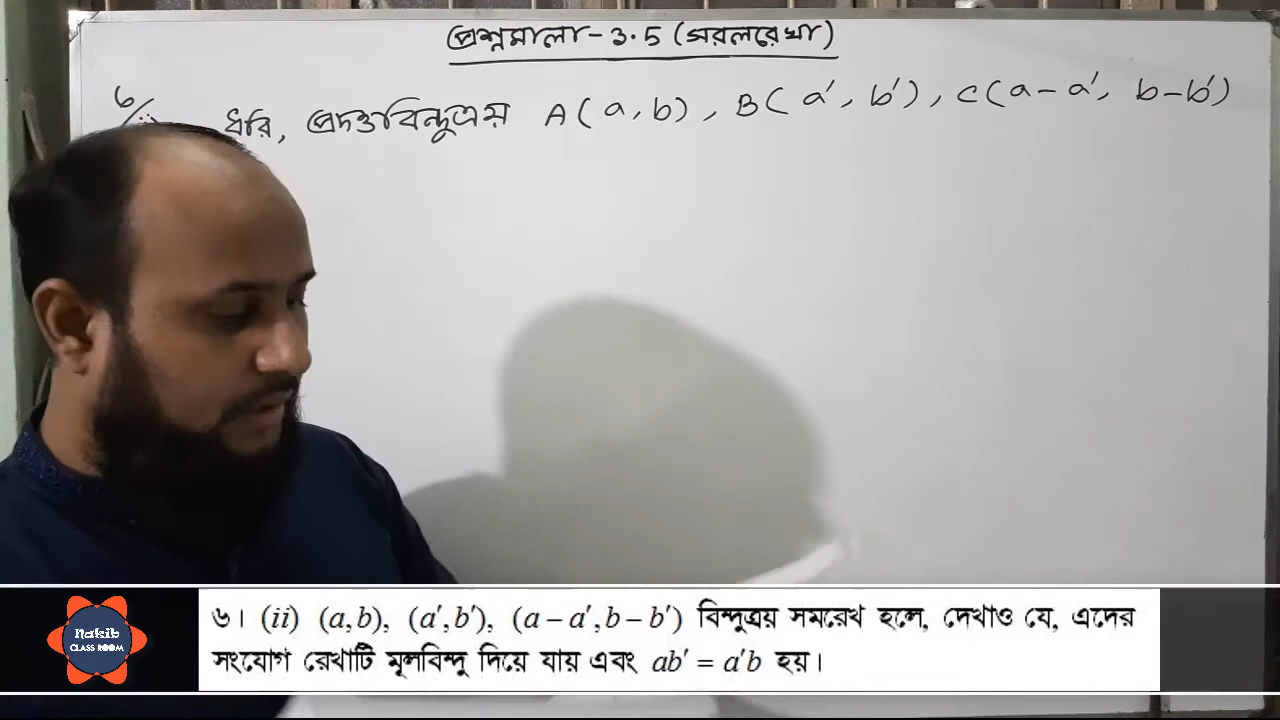 প্রশ্নমালা - 3.5 (সরলরেখা)
৬/ii ধরি, প্রদত্ত বিন্দুত্রয় A(a, b), B(a', b'), C(a-a', b-b')
৬। (ii) (a,b), (a′,b′), (a−a′,b−b′) বিন্দুত্রয় সমরেখ হলে, দেখাও যে, এদের
সংযোগ রেখাটি মূলবিন্দু দিয়ে যায় এবং ab′ = a′b হয়।
Nakib
CLASS ROOM